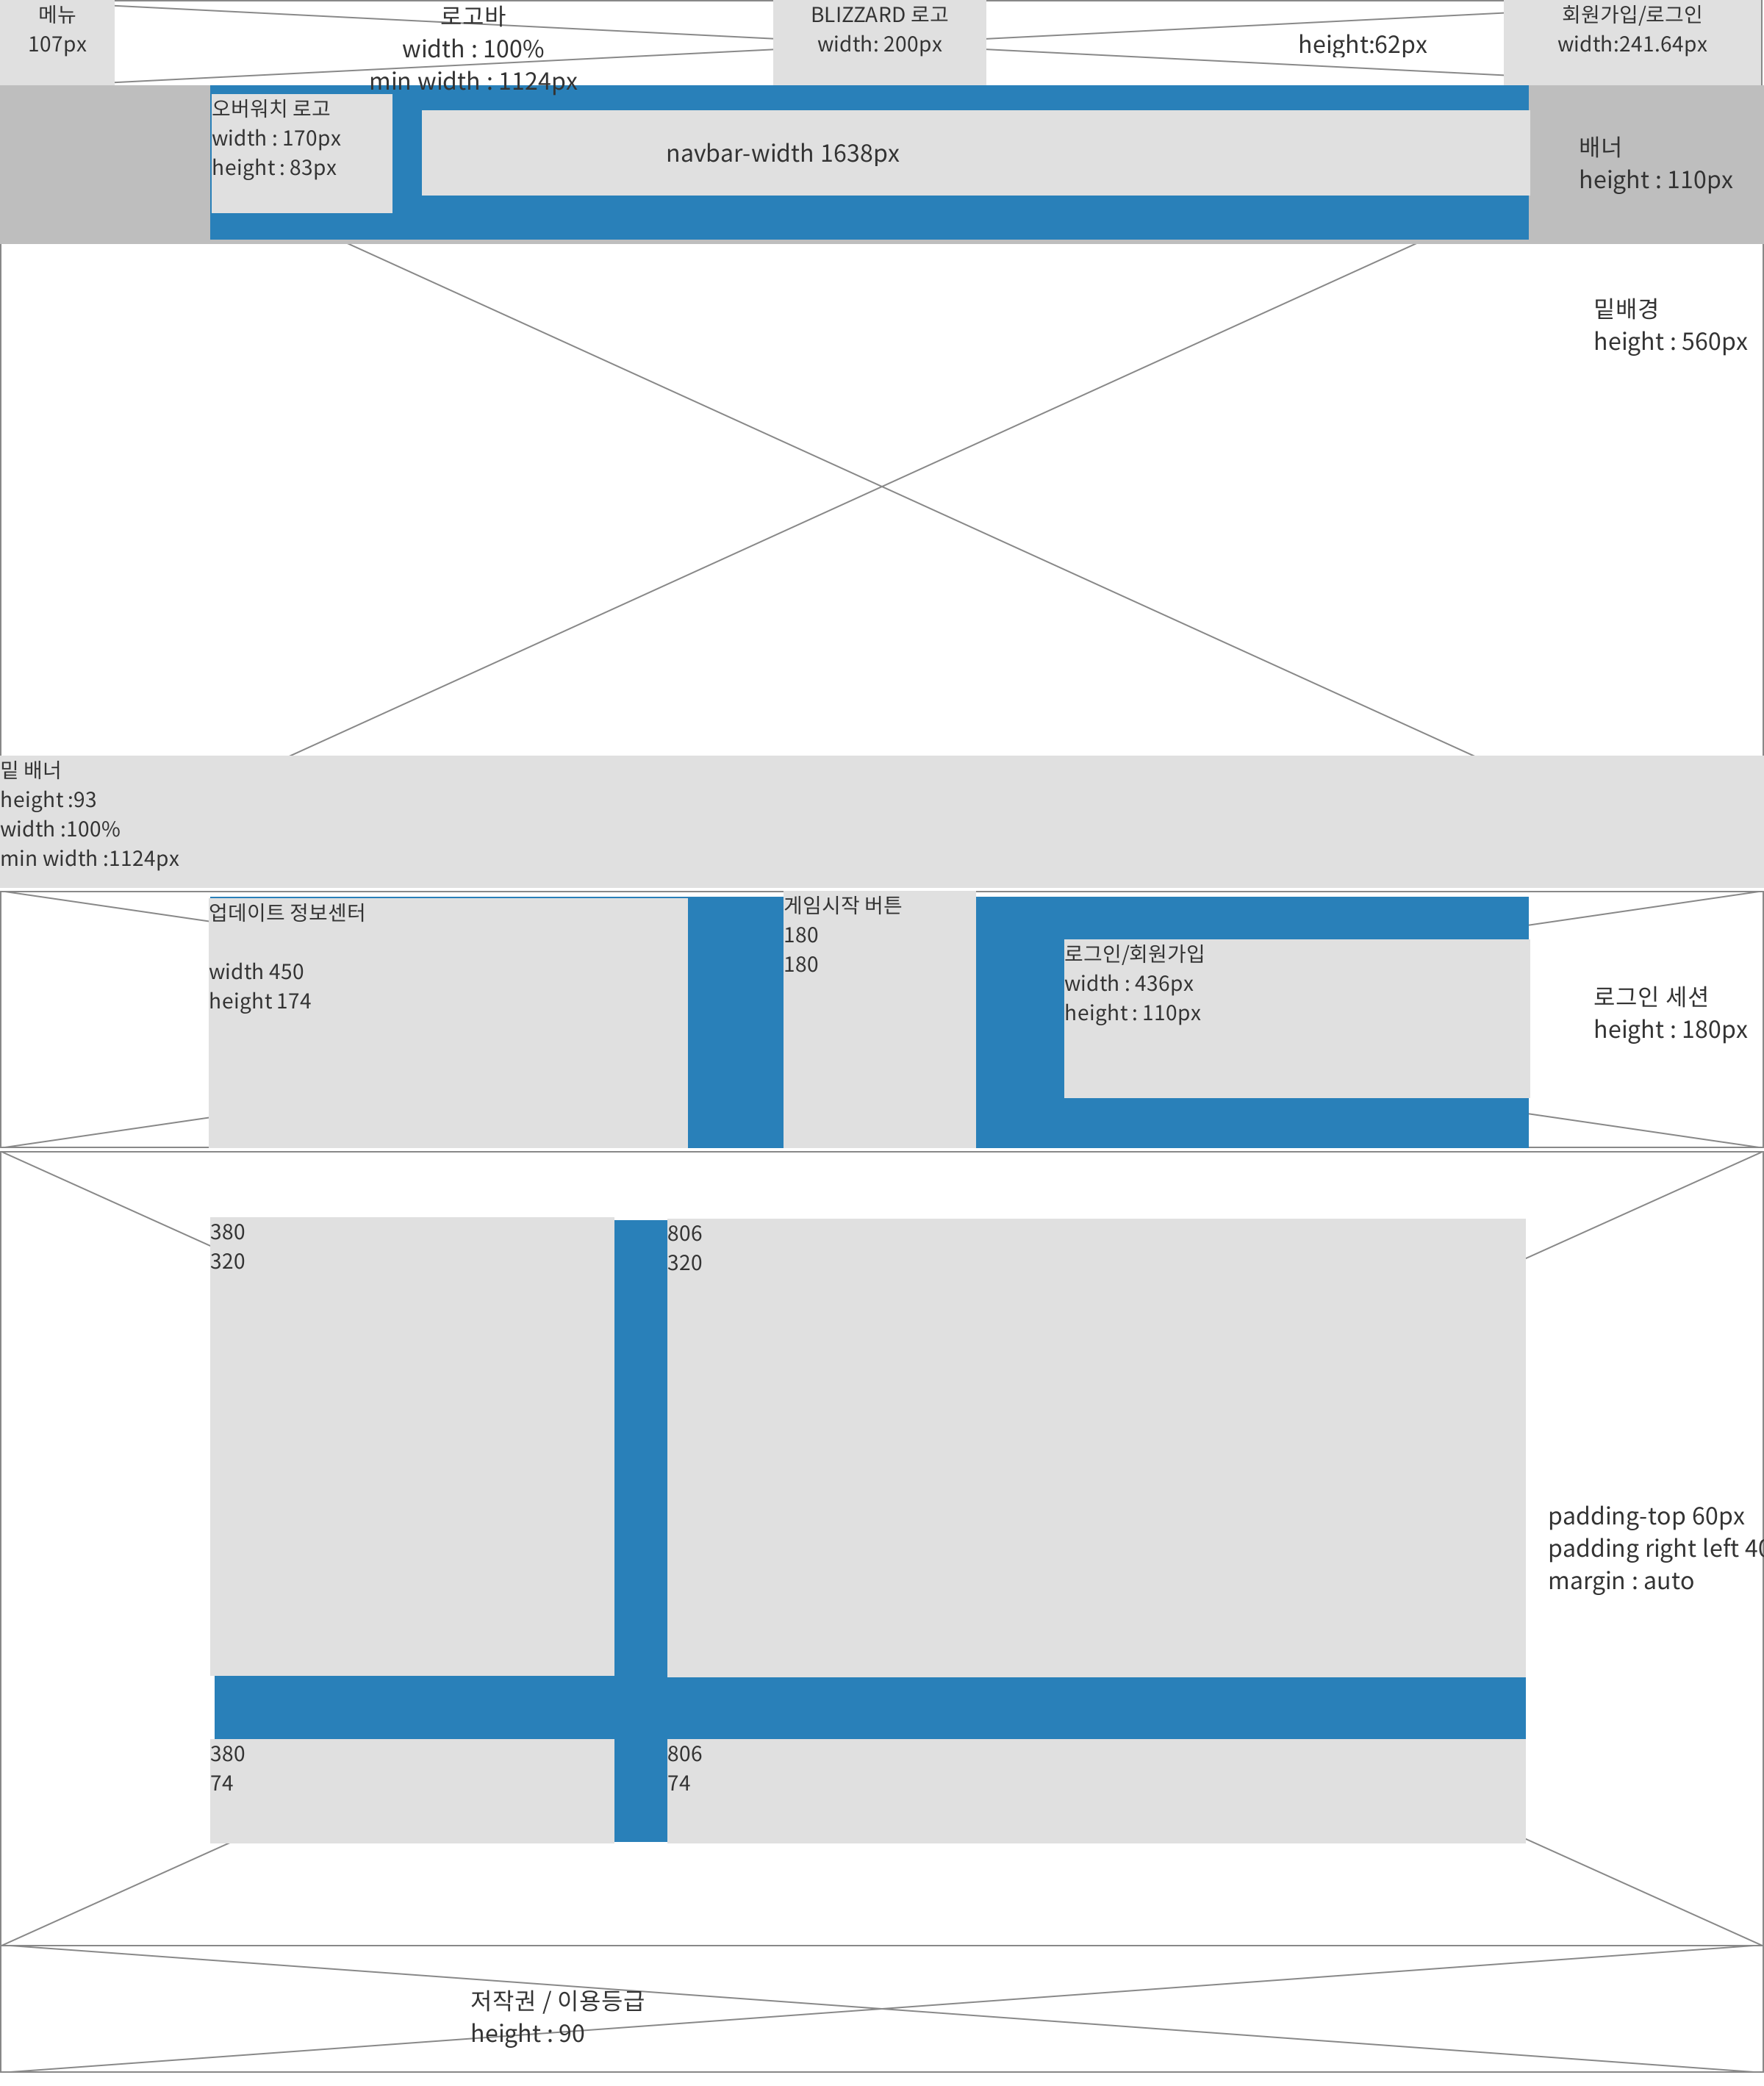 메뉴
107px
로고바
width : 100%
min width : 1124px
BLIZZARD 로고
width: 200px
height:62px
회원가입/로그인
width:241.64px
오버워치 로고
width : 170px
height : 83px
navbar-width 1638px
배너
height : 110px
밑배경
height : 560px
밑 배너
height :93
width :100%
min width :1124px
업데이트 정보센터
width 450
height 174
게임시작 버튼
180
180
로그인/회원가입
width : 436px
height : 110px
로그인 세션
height : 180px
380
320
806
320
padding-top 60px
padding right left 40
margin : auto
380
74
806
74
저작권 / 이용등급
height : 90